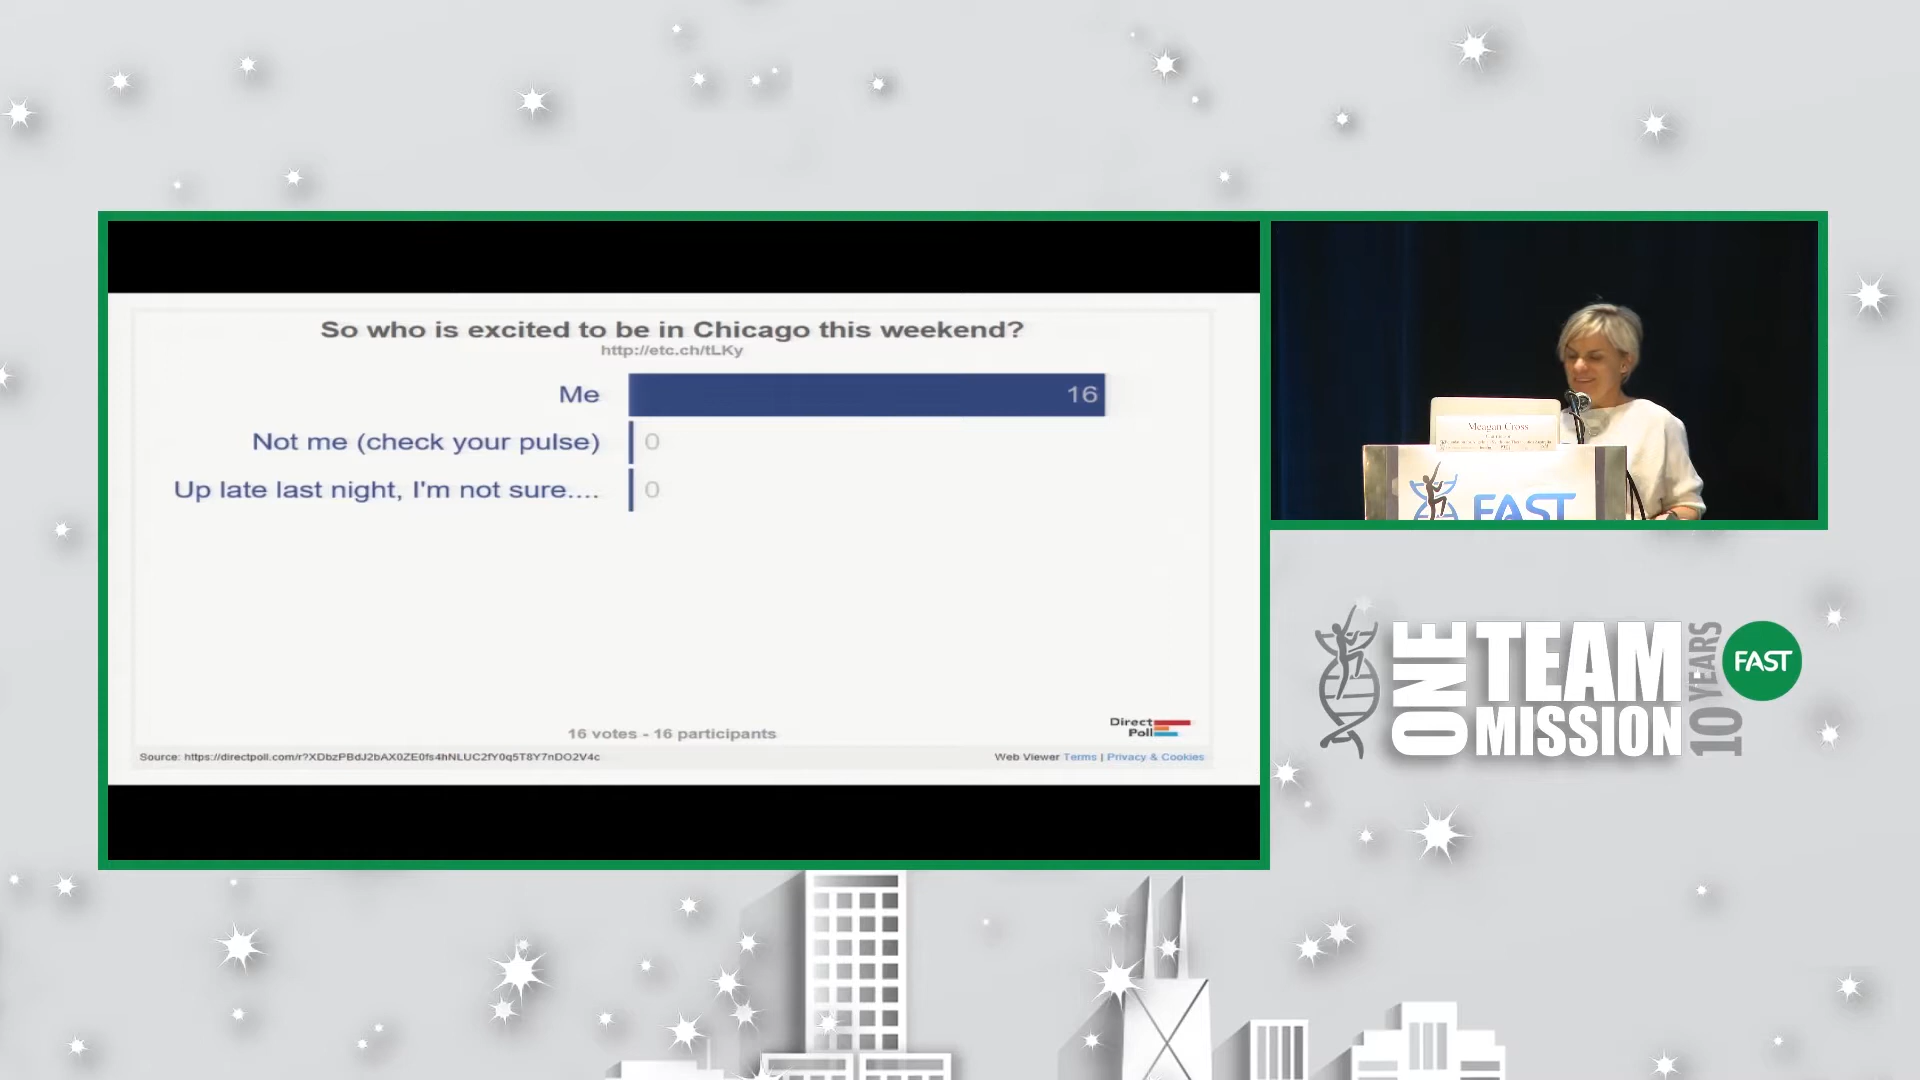 So who is excited to be in Chicago this weekend?
http://etc.ch/tLKy
Me 16
Not me (check your pulse) 0
Up late last night, I'm not sure.... 0
16 votes - 16 participants
Direct
Poll
Source: https://directpoll.com/r?XDbzPBdJ2bAX0ZE0fs4hNLUC2fY0q5T8Y7nDO2V4c
Web Viewer Terms | Privacy & Cookies
Meagan Cross
FAST
ONE
TEAM
MISSION
10 YEARS
FAST